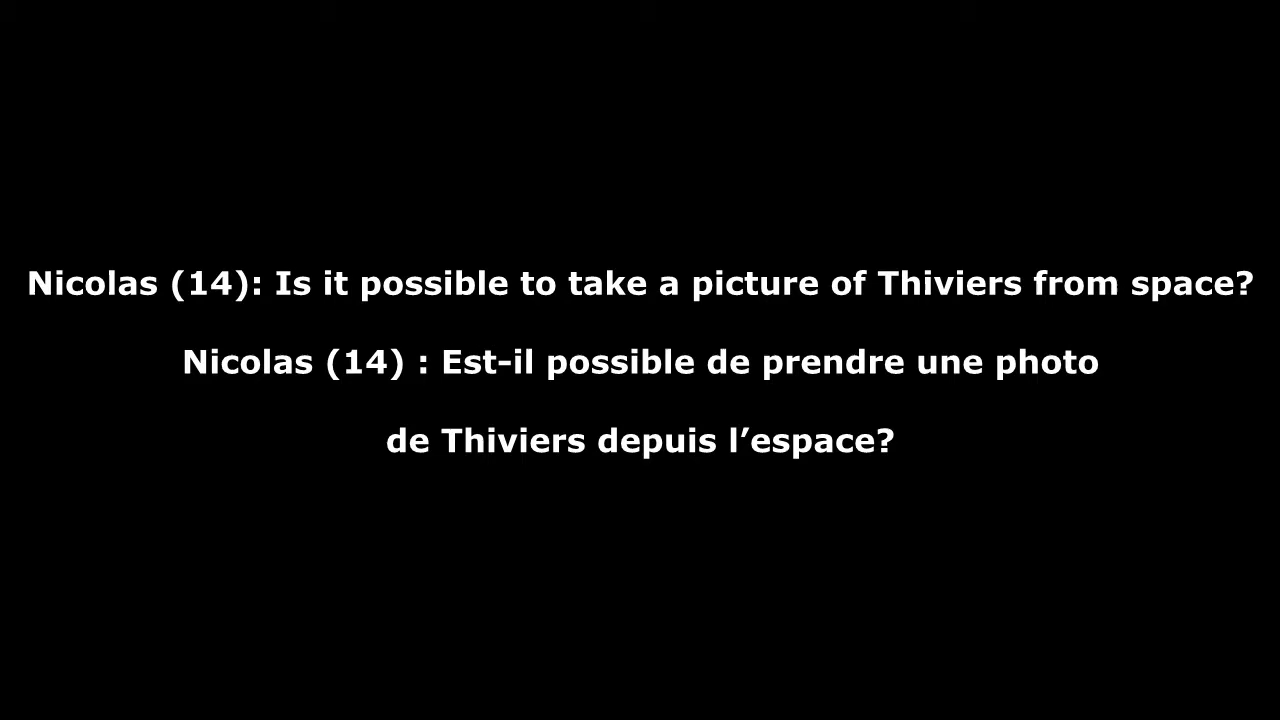 Nicolas (14): Is it possible to take a picture of Thiviers from space?
Nicolas (14) : Est-il possible de prendre une photo
de Thiviers depuis l’espace?